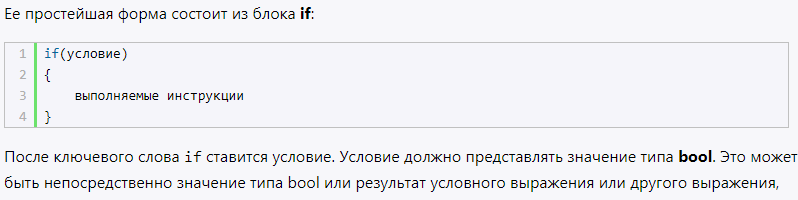 Ее простейшая форма состоит из блока if:
1 if(условие)
2 {
3 выполняемые инструкции
4 }
После ключевого слова if ставится условие. Условие должно представлять значение типа bool. Это может
быть непосредственно значение типа bool или результат условного выражения или другого выражения,